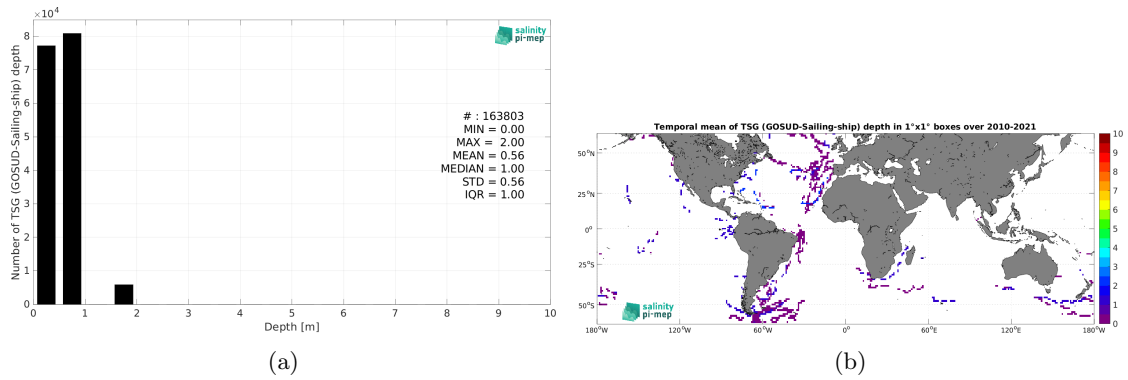 Number of TSG (GOSUD-Sailing-ship) depth
×10⁴
8
7
6
5
4
3
2
1
0
0 1 2 3 4 5 6 7 8 9 10
Depth [m]
salinity
pi-mep
# : 163803
MIN = 0.00
MAX = 2.00
MEAN = 0.56
MEDIAN = 1.00
STD = 0.56
IQR = 1.00
(a)
Temporal mean of TSG (GOSUD-Sailing-ship) depth in 1°x1° boxes over 2010-2021
50°N
25°N
0°
25°S
50°S
180°W 120°W 60°W 0° 60°E 120°E 180°E
salinity
pi-mep
10
9
8
7
6
5
4
3
2
1
0
(b)